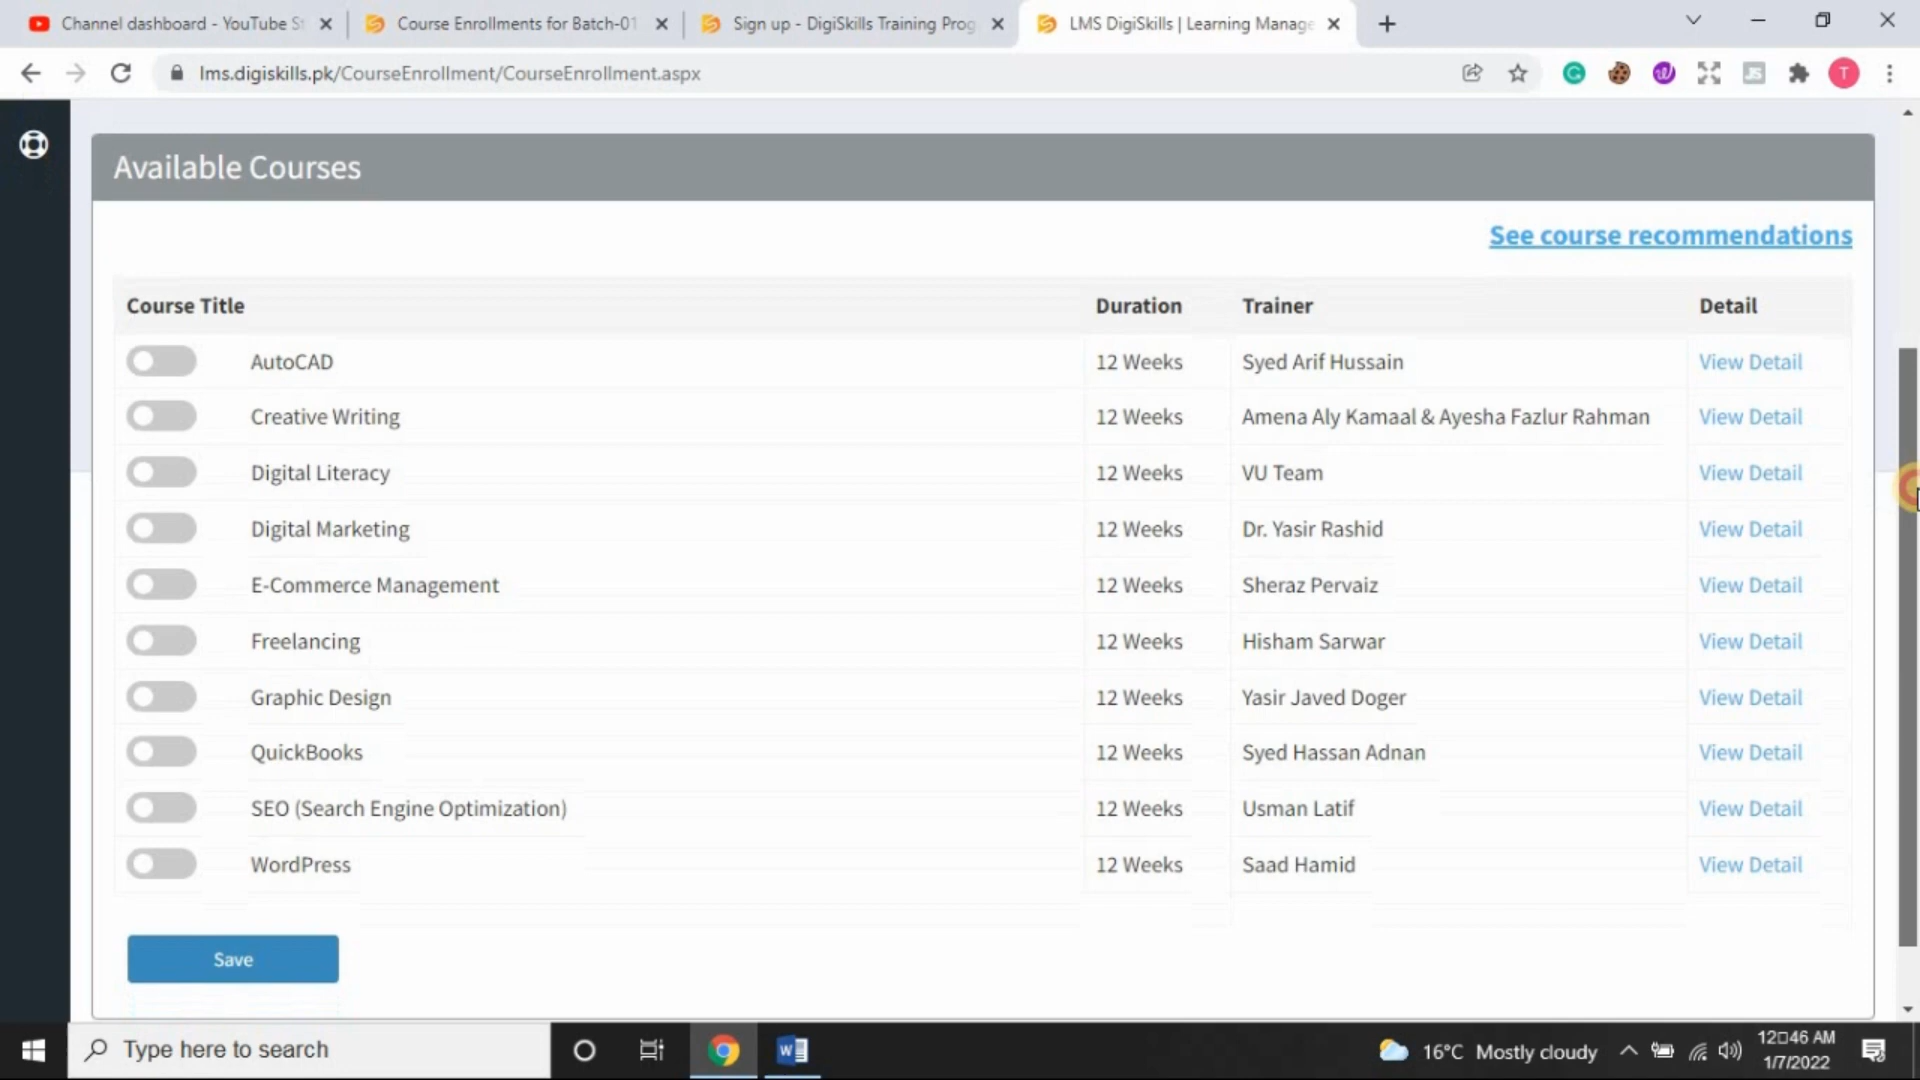 Channel dashboard - YouTube St
Course Enrollments for Batch-01
Sign up - DigiSkills Training Prog
LMS DigiSkills | Learning Manage
lms.digiskills.pk/CourseEnrollment/CourseEnrollment.aspx
JS
T
Available Courses
See course recommendations
Course Title Duration Trainer Detail
AutoCAD 12 Weeks Syed Arif Hussain View Detail
Creative Writing 12 Weeks Amena Aly Kamaal & Ayesha Fazlur Rahman View Detail
Digital Literacy 12 Weeks VU Team View Detail
Digital Marketing 12 Weeks Dr. Yasir Rashid View Detail
E-Commerce Management 12 Weeks Sheraz Pervaiz View Detail
Freelancing 12 Weeks Hisham Sarwar View Detail
Graphic Design 12 Weeks Yasir Javed Doger View Detail
QuickBooks 12 Weeks Syed Hassan Adnan View Detail
SEO (Search Engine Optimization) 12 Weeks Usman Latif View Detail
WordPress 12 Weeks Saad Hamid View Detail
Save
Type here to search
W
16°C Mostly cloudy
12□46 AM
1/7/2022